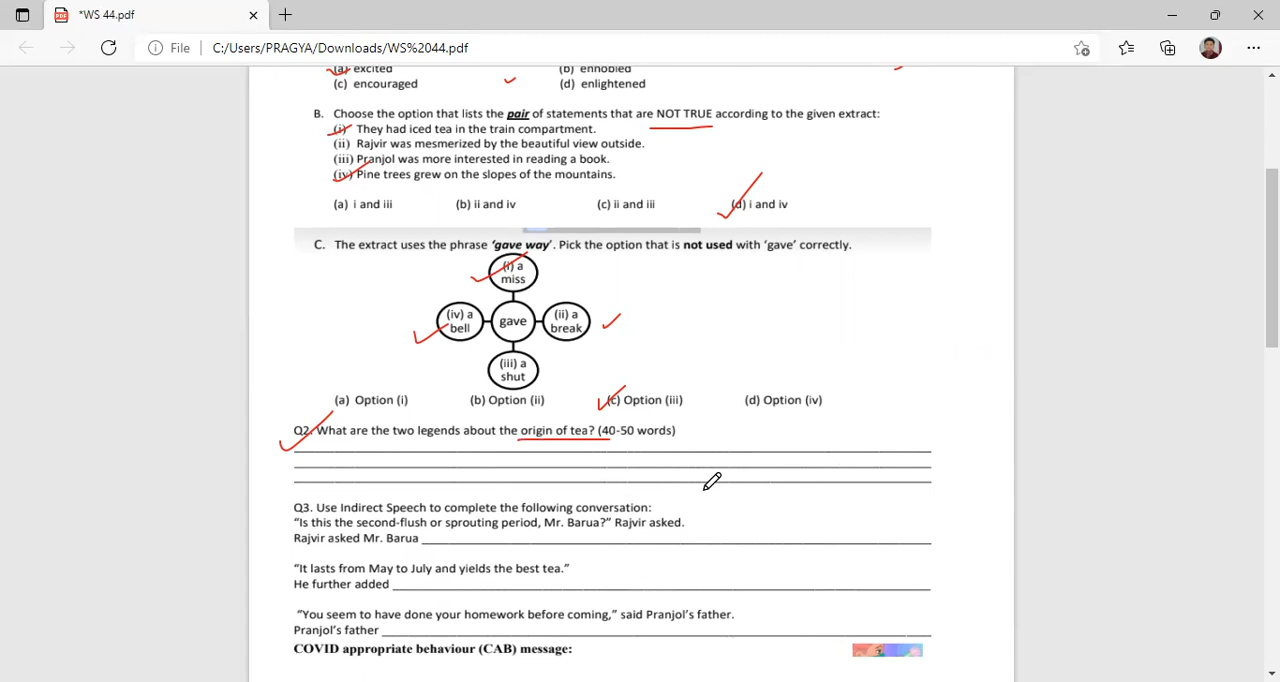 *WS 44.pdf
File C:/Users/PRAGYA/Downloads/WS%2044.pdf
(a) excited (b) ennobled
(c) encouraged (d) enlightened
B. Choose the option that lists the pair of statements that are NOT TRUE according to the given extract:
(i) They had iced tea in the train compartment.
(ii) Rajvir was mesmerized by the beautiful view outside.
(iii) Pranjol was more interested in reading a book.
(iv) Pine trees grew on the slopes of the mountains.
(a) i and iii (b) ii and iv (c) ii and iii (d) i and iv
C. The extract uses the phrase ‘gave way’. Pick the option that is not used with ‘gave’ correctly.
(i) a
miss
(iv) a
bell
gave
(ii) a
break
(iii) a
shut
(a) Option (i) (b) Option (ii) (c) Option (iii) (d) Option (iv)
Q2. What are the two legends about the origin of tea? (40-50 words)
Q3. Use Indirect Speech to complete the following conversation:
“Is this the second-flush or sprouting period, Mr. Barua?” Rajvir asked.
Rajvir asked Mr. Barua
“It lasts from May to July and yields the best tea.”
He further added
“You seem to have done your homework before coming,” said Pranjol’s father.
Pranjol’s father
COVID appropriate behaviour (CAB) message: